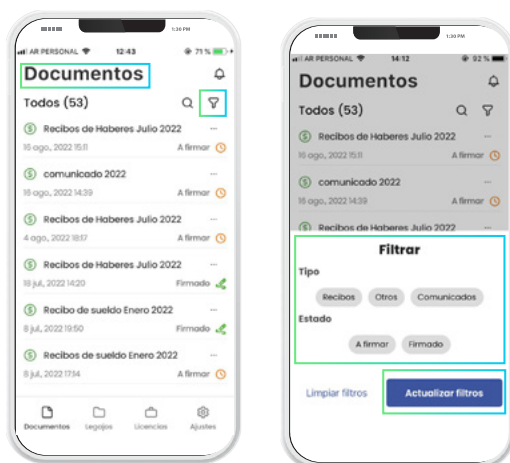 1:20 PM
AR PERSONAL 12:43 71 %
Documentos
Todos (53)
Recibos de Haberes Julio 2022
16 ago., 2022 15:11 A firmar
comunicado 2022
16 ago., 2022 14:39 A firmar
Recibos de Haberes Julio 2022
4 ago., 2022 18:17 A firmar
Recibos de Haberes Julio 2022
18 jul., 2022 14:20 Firmado
Recibo de sueldo Enero 2022
8 jul., 2022 19:50 Firmado
Recibos de sueldo Enero 2022
8 jul., 2022 17:14 A firmar
Documentos Legajos Licencias Ajustes
1:20 PM
AR PERSONAL 14:12 92 %
Documentos
Todos (53)
Recibos de Haberes Julio 2022
16 ago., 2022 15:11 A firmar
comunicado 2022
16 ago., 2022 14:39 A firmar
Recibos de Haberes Julio 2022
Filtrar
Tipo
Recibos Otros Comunicados
Estado
A firmar Firmado
Limpiar filtros Actualizar filtros